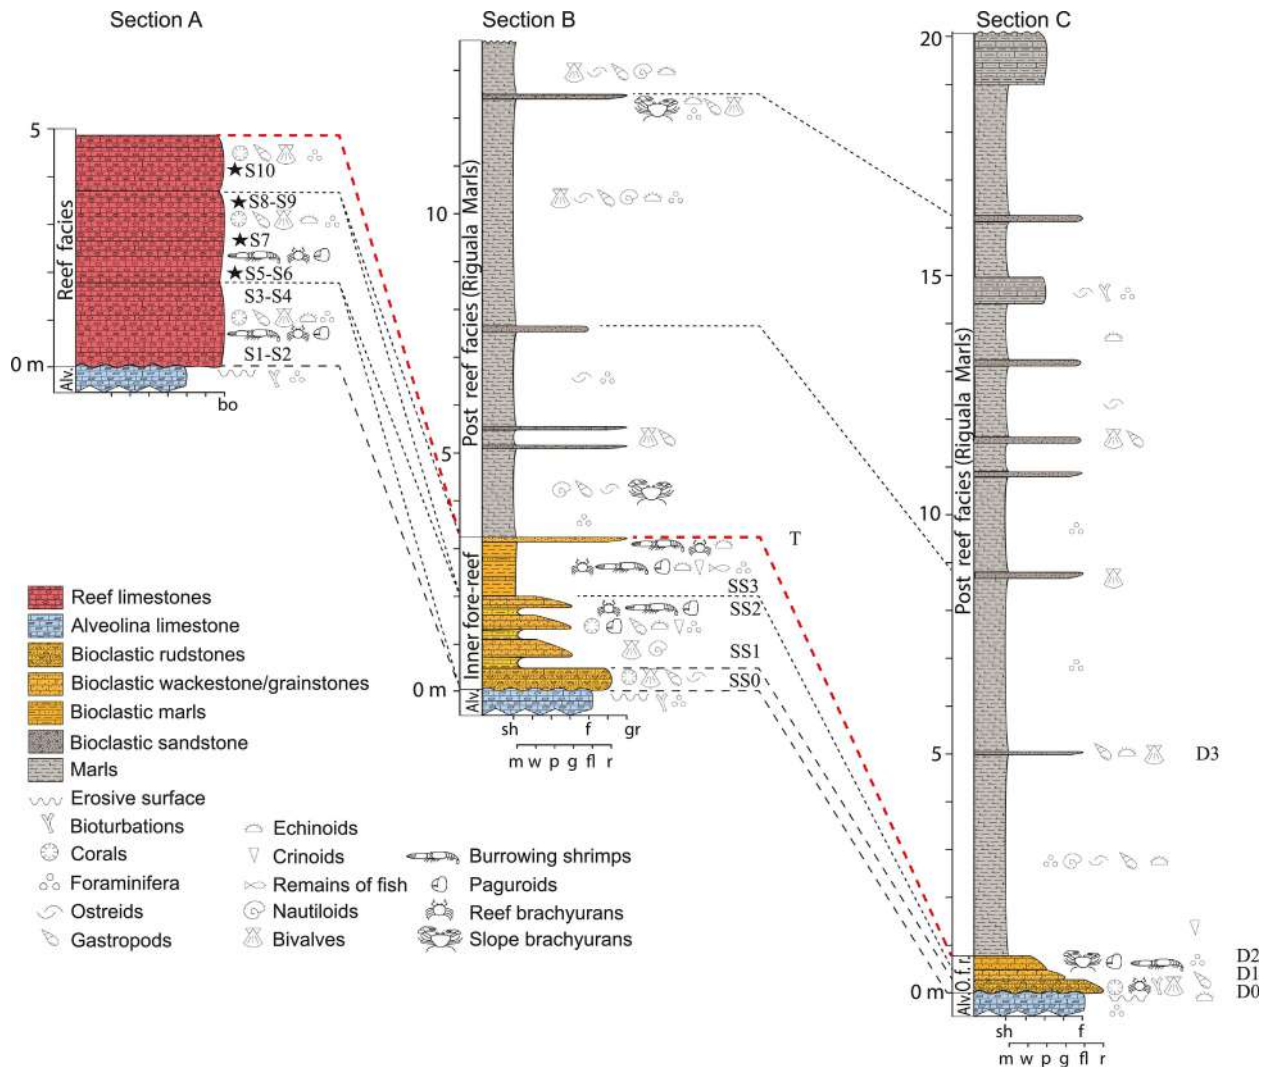 Section A
Section B
Section C
5
0 m
Reef facies
Alv.
bo
S10
S8-S9
S7
S5-S6
S3-S4
S1-S2
10
5
0 m
Post reef facies (Riguala Marls)
Inner fore-reef
Alv.
sh
f
gr
m w p g fl r
T
SS3
SS2
SS1
SS0
20
15
10
5
0 m
Post reef facies (Riguala Marls)
O. f. r.
Alv.
sh
f
m w p g fl r
D3
D2
D1
D0
Reef limestones
Alveolina limestone
Bioclastic rudstones
Bioclastic wackestone/grainstones
Bioclastic marls
Bioclastic sandstone
Marls
Erosive surface
Bioturbations
Corals
Foraminifera
Ostreids
Gastropods
Echinoids
Crinoids
Remains of fish
Nautiloids
Bivalves
Burrowing shrimps
Paguroids
Reef brachyurans
Slope brachyurans